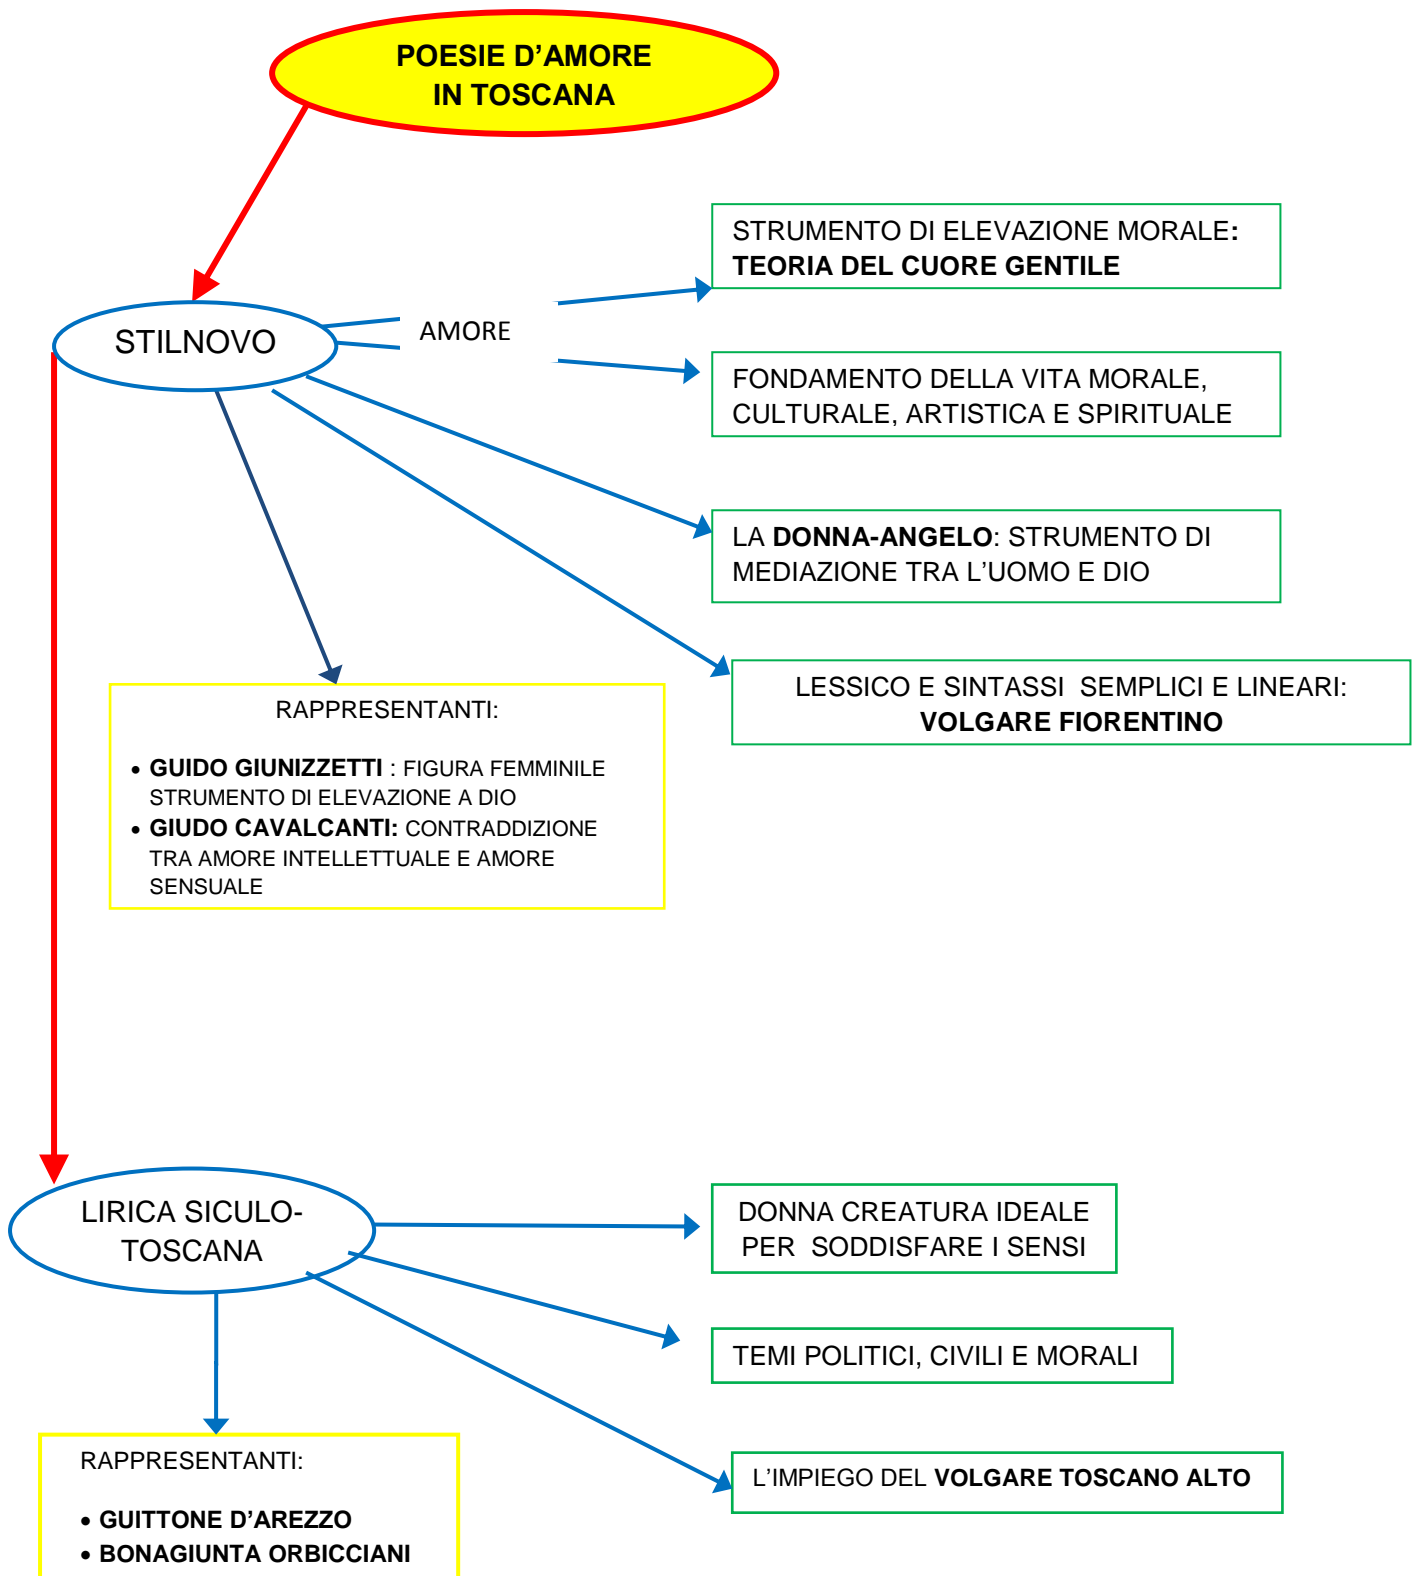 POESIE D’AMORE
IN TOSCANA
STRUMENTO DI ELEVAZIONE MORALE:
TEORIA DEL CUORE GENTILE
STILNOVO
AMORE
FONDAMENTO DELLA VITA MORALE,
CULTURALE, ARTISTICA E SPIRITUALE
LA DONNA-ANGELO: STRUMENTO DI
MEDIAZIONE TRA L’UOMO E DIO
LESSICO E SINTASSI SEMPLICI E LINEARI:
VOLGARE FIORENTINO
RAPPRESENTANTI:
• GUIDO GIUNIZZETTI : FIGURA FEMMINILE
STRUMENTO DI ELEVAZIONE A DIO
• GIUDO CAVALCANTI: CONTRADDIZIONE
TRA AMORE INTELLETTUALE E AMORE
SENSUALE
LIRICA SICULO-
TOSCANA
DONNA CREATURA IDEALE
PER SODDISFARE I SENSI
TEMI POLITICI, CIVILI E MORALI
L’IMPIEGO DEL VOLGARE TOSCANO ALTO
RAPPRESENTANTI:
• GUITTONE D’AREZZO
• BONAGIUNTA ORBICCIANI